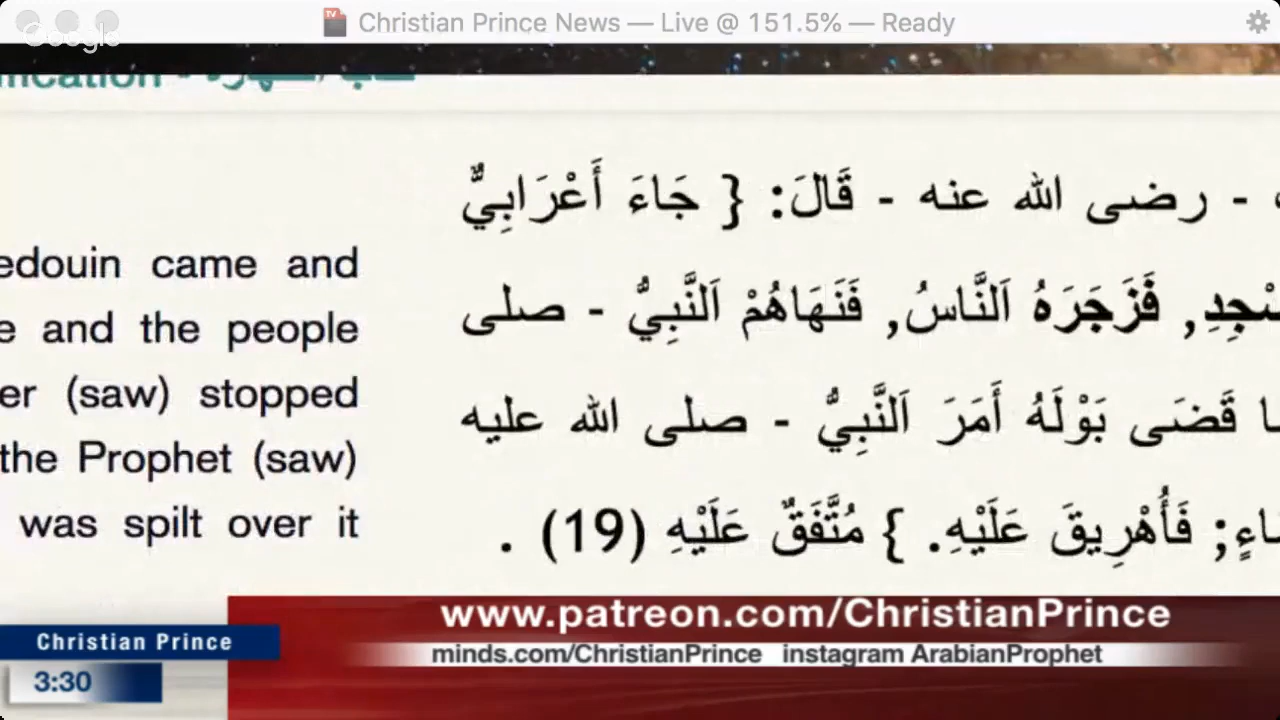 Christian Prince News — Live @ 151.5% — Ready
Google
- رضى الله عنه - قَالَ: { جَاءَ أَعْرَابِيٌّ
edouin came and
فَزَجَرَهُ اَلنَّاسُ, فَنَهَاهُمْ اَلنَّبِيُّ - صلى
e and the people
قَضَى بَوْلَهُ أَمَرَ اَلنَّبِيُّ - صلى الله عليه
er (saw) stopped
the Prophet (saw)
فَأُهْرِيقَ عَلَيْهِ. } مُتَّفَقٌ عَلَيْهِ (19) .
was spilt over it
www.patreon.com/ChristianPrince
Christian Prince
minds.com/ChristianPrince instagram ArabianProphet
3:30